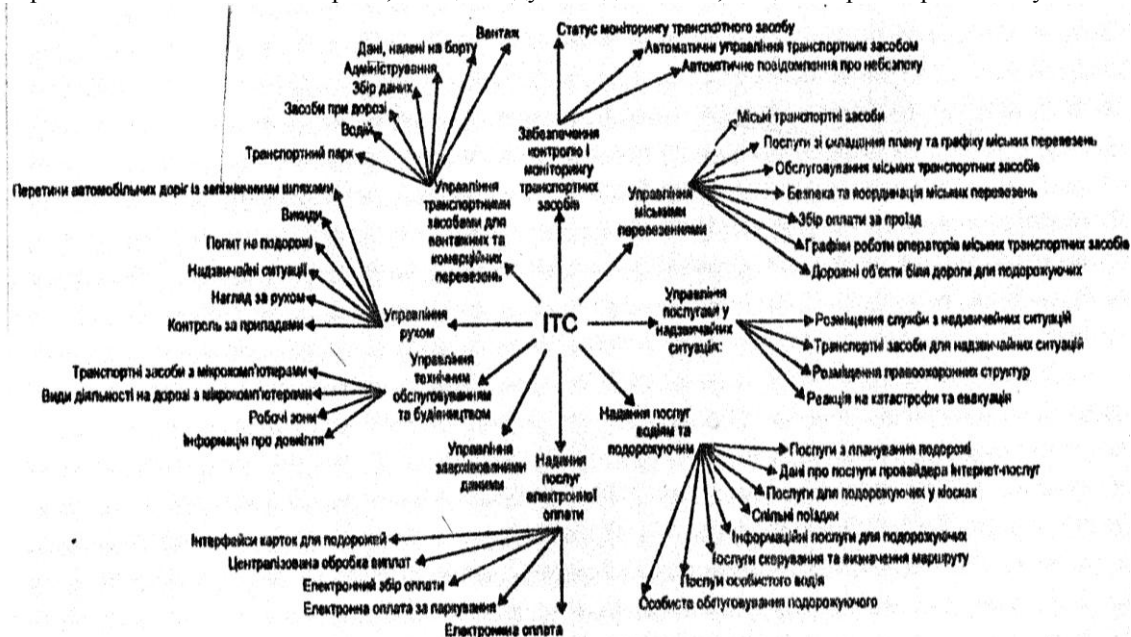 Вантаж
Дані, наявні на борту
Адміністрування
Збір даних
Засоби при дорозі
Водій
Транспортний парк
Управління
транспортними
засобами для
вантажних та
комерційних
перевезень
Статус моніторингу транспортного засобу
Автоматичне управління транспортним засобом
Автоматичне повідомлення про небезпеку
Забезпечення
контролю і
моніторингу
транспортних
засобів
Міські транспортні засоби
Послуги зі складання плану та графіку міських перевезень
Обслуговування міських транспортних засобів
Безпека та координація міських перевезень
Збір оплати за проїзд
Графіки роботи операторів міських транспортних засобів
Дорожні об'єкти біля дороги для подорожуючих
Управління
міськими
перевезеннями
Перетини автомобільних доріг із залізничними шляхами
Викиди
Попит на подорожі
Надзвичайні ситуації
Нагляд за рухом
Контроль за приладами
Управління
рухом
ІТС
Управління
послугами у
надзвичайних
ситуація:
Розміщення служби з надзвичайних ситуацій
Транспортні засоби для надзвичайних ситуацій
Розміщення правоохоронних структур
Реакція на катастрофи та евакуація
Транспортні засоби з мікрокомп'ютерами
Види діяльності на дорозі з мікрокомп'ютерами
Робочі зони
Інформація про довкілля
Управління
технічним
обслуговуванням
та будівництвом
Управління
заархівованими
даними
Надання
послуг
електронної
оплати
Надання послуг
водіям та
подорожуючим
Послуги з планування подорожі
Дані про послуги провайдера Інтернет-послуг
Послуги для подорожуючих у кіосках
Спільні поїздки
Інформаційні послуги для подорожуючих
Послуги скерування та визначення маршруту
Послуги особистого водія
Особиста обслуговування подорожуючого
Інтерфейси карток для подорожей
Централізована обробка виплат
Електронний збір оплати
Електронна оплата за паркування
Електронна оплата